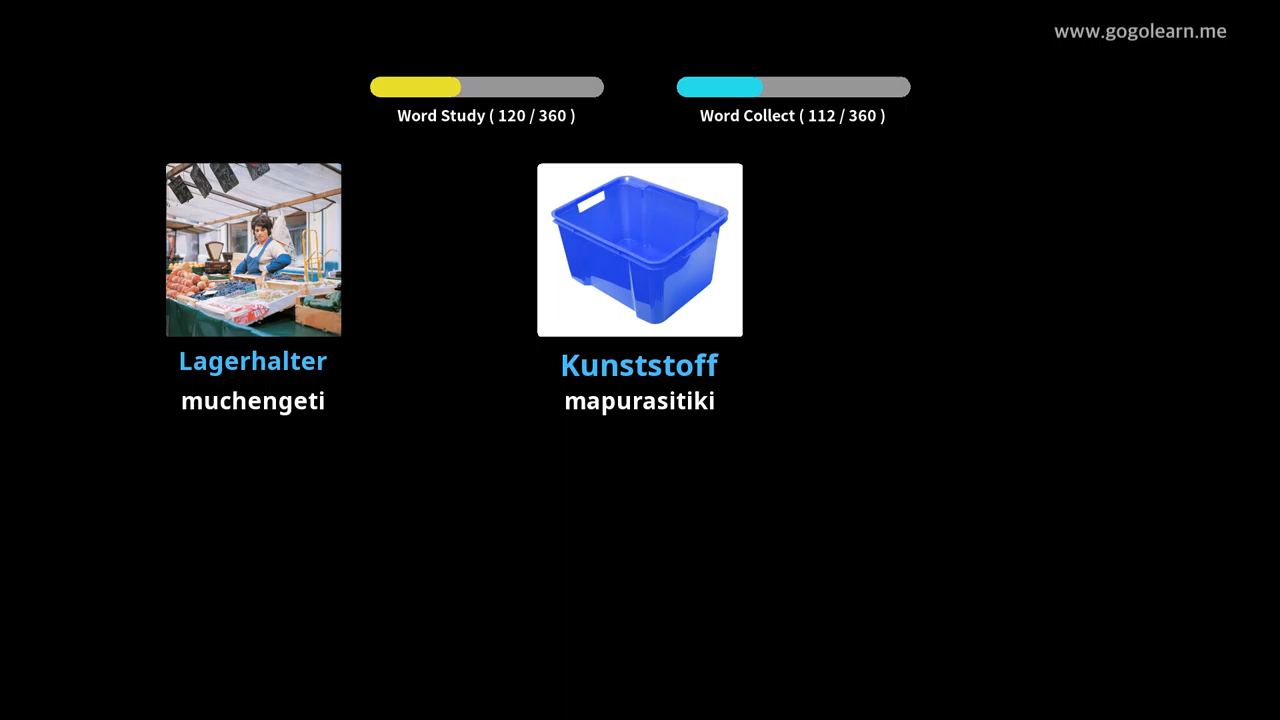 www.gogolearn.me
Word Study ( 120 / 360 )
Word Collect ( 112 / 360 )
Lagerhalter
muchengeti
Kunststoff
mapurasitiki